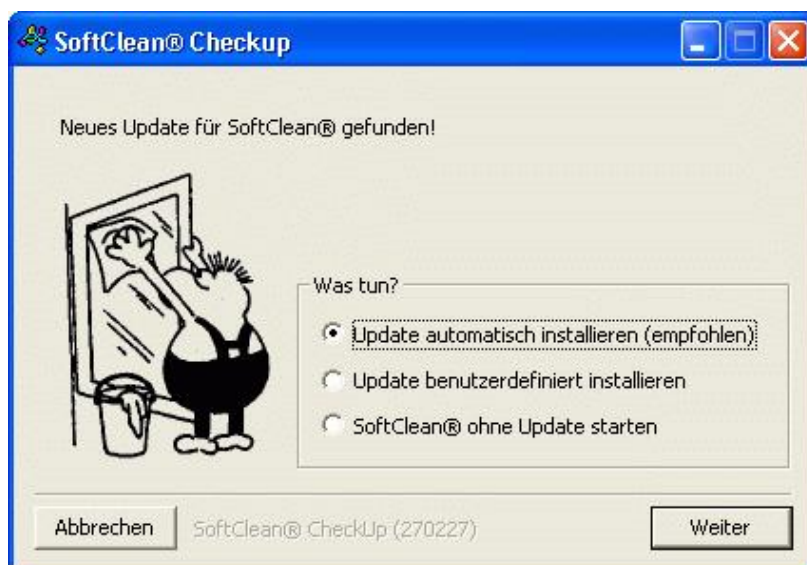 SoftClean® Checkup
Neues Update für SoftClean® gefunden!
Was tun?
Update automatisch installieren (empfohlen)
Update benutzerdefiniert installieren
SoftClean® ohne Update starten
Abbrechen
SoftClean® CheckUp (270227)
Weiter